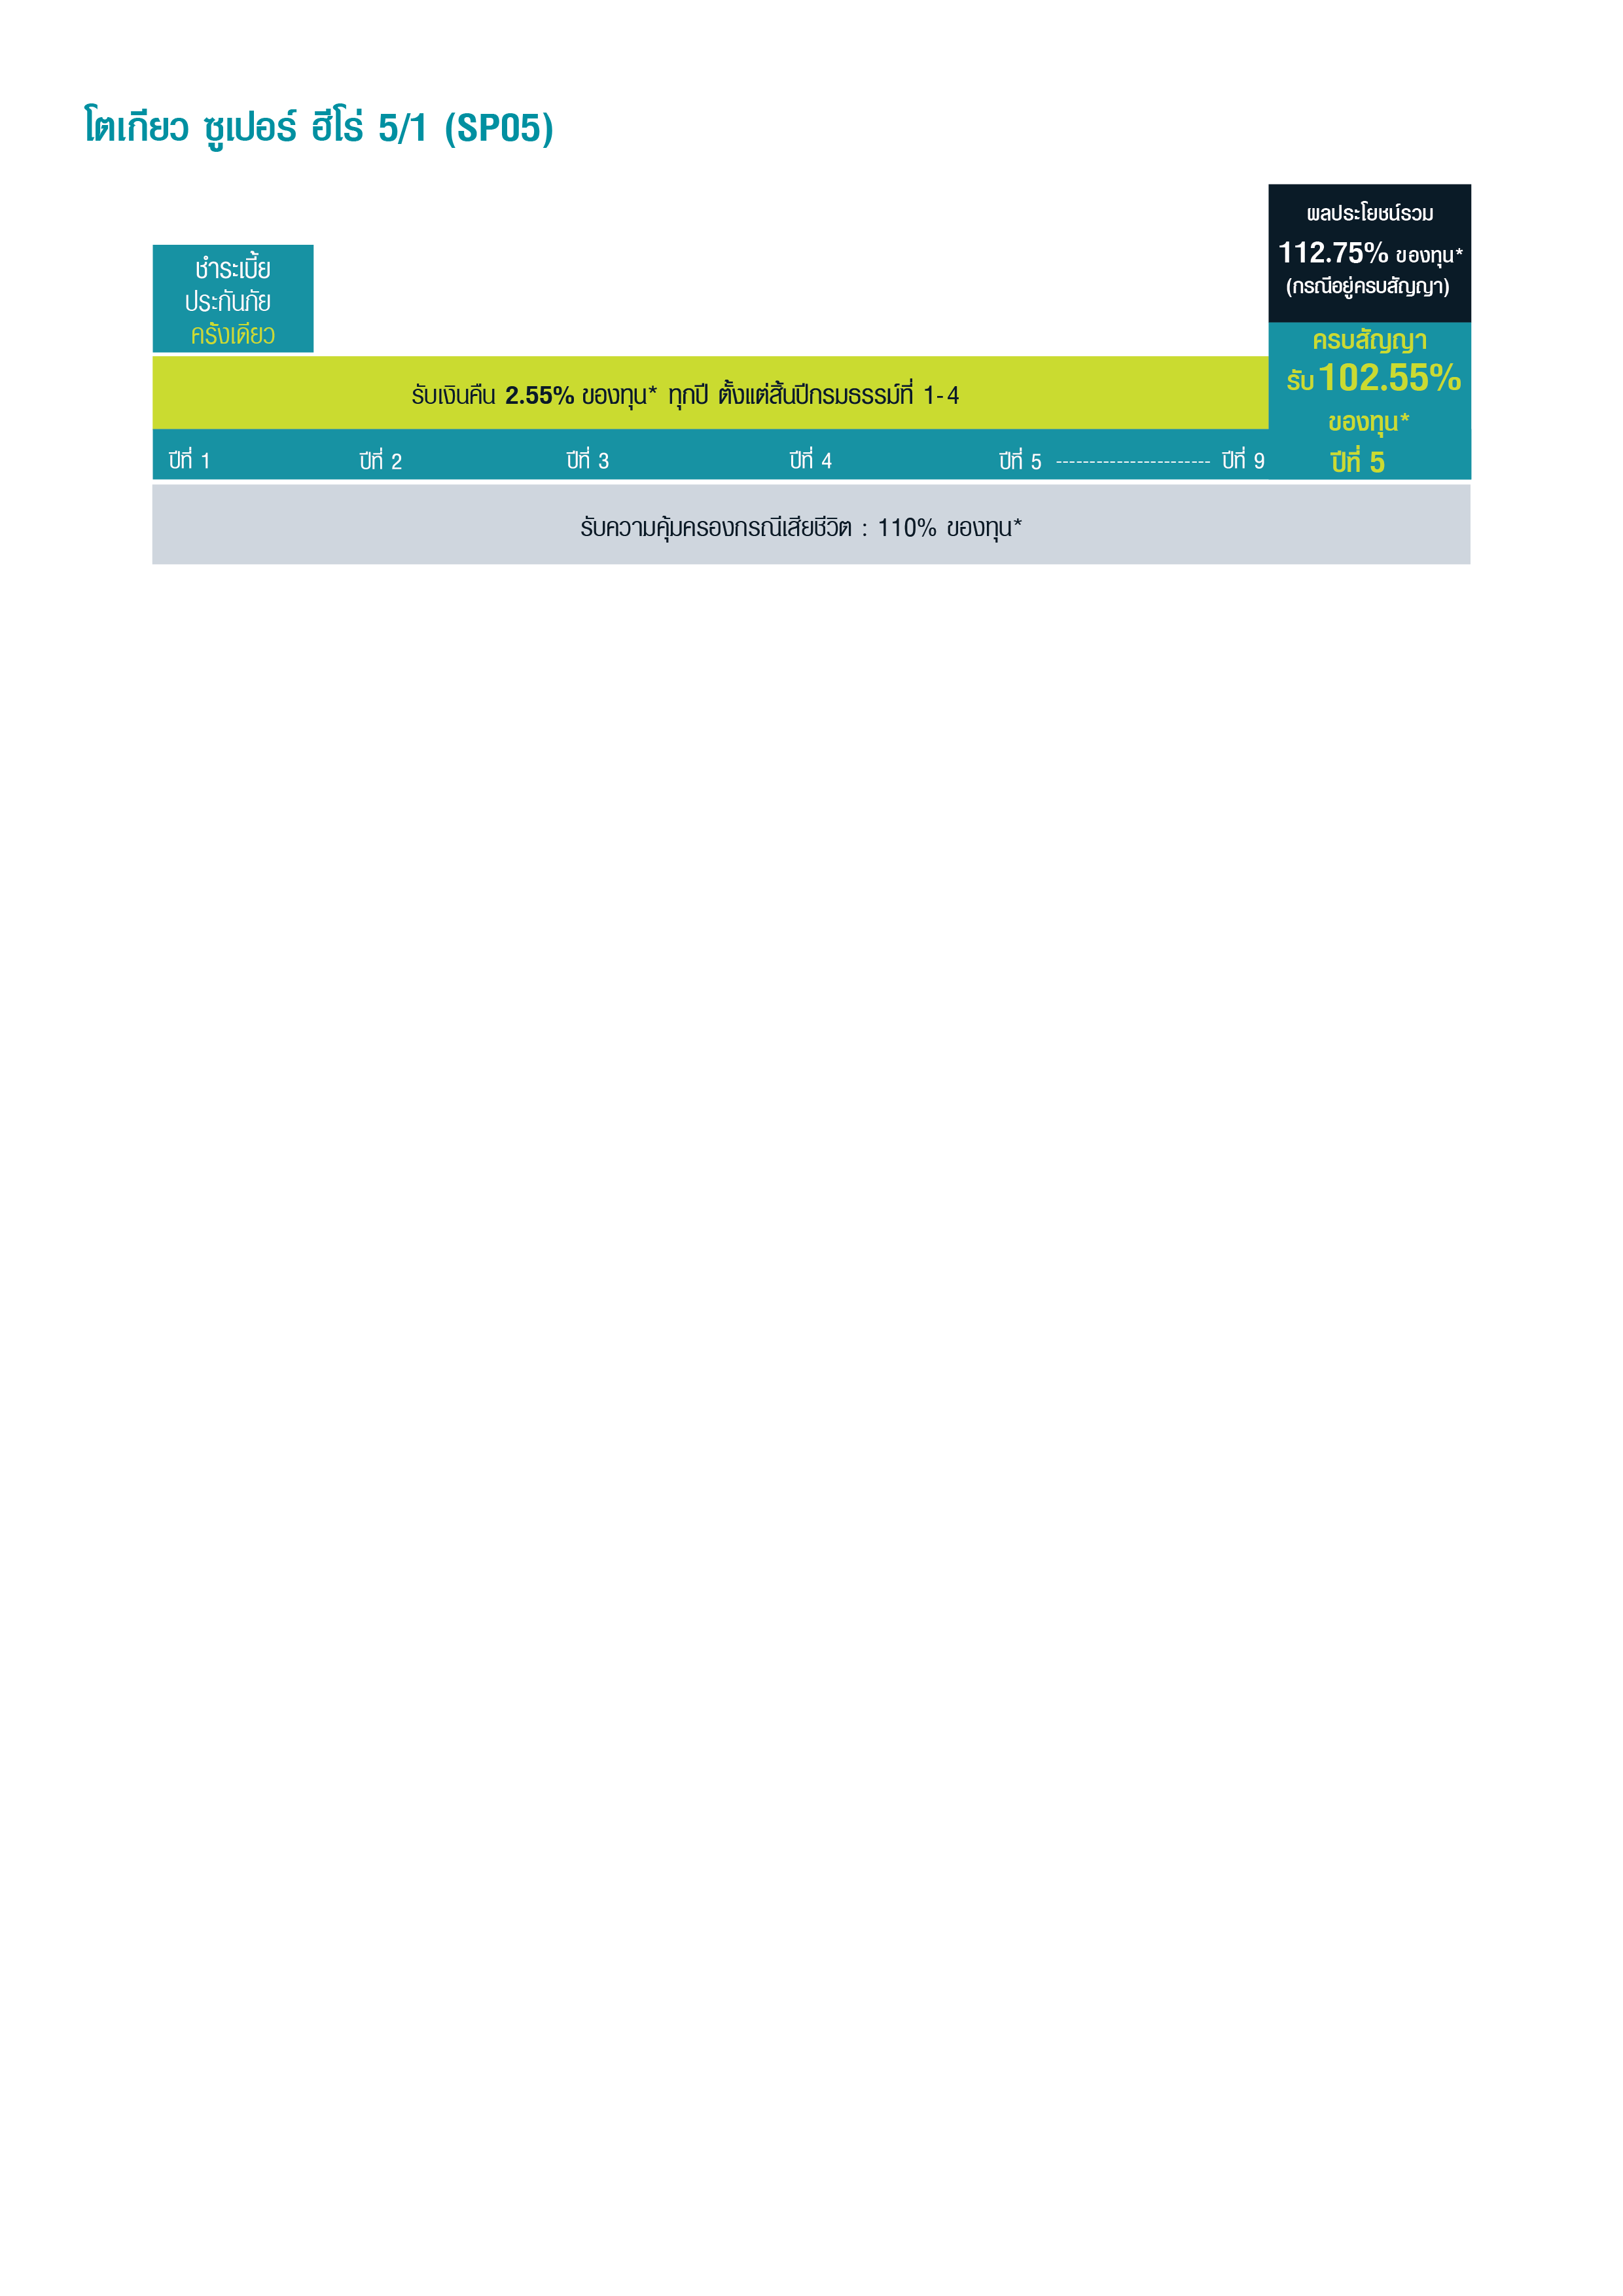 โตเกียว ซูเปอร์ ฮีโร่ 5/1 (SP05)
ผลประโยชน์รวม
112.75% ของทุน*
(กรณีอยู่ครบสัญญา)
ชำระเบี้ย
ประกันภัย
ครั้งเดียว
ครบสัญญา
รับ 102.55%
ของทุน*
รับเงินคืน 2.55% ของทุน* ทุกปี ตั้งแต่สิ้นปีกรมธรรม์ที่ 1-4
ปีที่ 1 ปีที่ 2 ปีที่ 3 ปีที่ 4 ปีที่ 5 ----------------------- ปีที่ 9 ปีที่ 5
รับความคุ้มครองกรณีเสียชีวิต : 110% ของทุน*